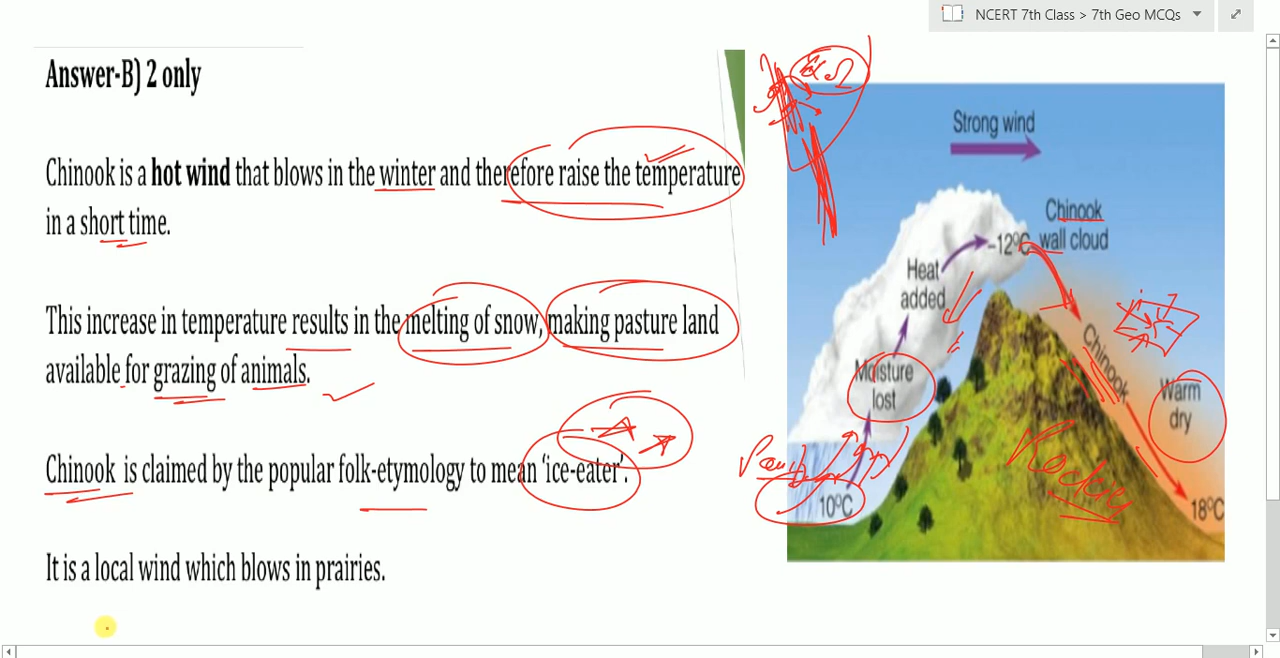 NCERT 7th Class > 7th Geo MCQs
Answer-B) 2 only
Chinook is a hot wind that blows in the winter and therefore raise the temperature
in a short time.
This increase in temperature results in the melting of snow, making pasture land
available for grazing of animals.
Chinook is claimed by the popular folk-etymology to mean ‘ice-eater’.
It is a local wind which blows in prairies.
Strong wind
Chinook
wall cloud
-12°C
Heat
added
Moisture
lost
10°C
Chinook
Warm
dry
Rockies
18°C